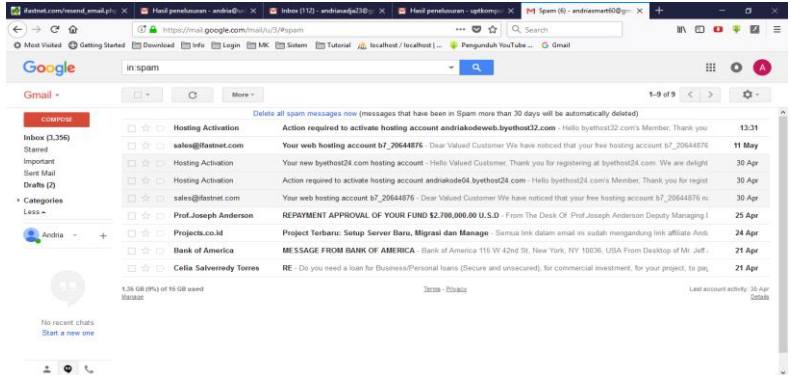 ifastnet.com/resend_email.php
Hasil penelusuran - andria@
Inbox (112) - andriasadja23@
Hasil penelusuran - uptkompu
Spam (6) - andriasmart60@gm
https://mail.google.com/mail/u/3/#spam
Search
Most Visited Getting Started Download Info Login MK Sistem Tutorial localhost / localhost | ... Pengunduh YouTube... Gmail
Google
in:spam
A
Gmail
More
1–9 of 9
COMPOSE
Delete all spam messages now (messages that have been in Spam more than 30 days will be automatically deleted)
Inbox (3,356)
Starred
Important
Sent Mail
Drafts (2)
Categories
Less
Andria
Hosting Activation Action required to activate hosting account andriakodeweb.byethost32.com - Hello byethost32.com's Member, Thank you 13:31
sales@ifastnet.com Your web hosting account b7_20644876 - Dear Valued Customer We have noticed that your free hosting account b7_20644876 11 May
Hosting Activation Your new byethost24.com hosting account - Hello Valued Customer, Thank you for registering at byethost24.com. We are delight 30 Apr
Hosting Activation Action required to activate hosting account andriakode04.byethost24.com - Hello byethost24.com's Member, Thank you for regist 30 Apr
sales@ifastnet.com Your web hosting account b7_20644876 - Dear Valued Customer We have noticed that your free hosting account b7_20644876 30 Apr
Prof.Joseph Anderson REPAYMENT APPROVAL OF YOUR FUND $2.700,000.00 U.S.D - From The Desk Of :Prof.Joseph Anderson Deputy Managing 25 Apr
Projects.co.id Project Terbaru: Setup Server Baru, Migrasi dan Manage - Semua link dalam email ini sudah mengandung link affiliate Anda 24 Apr
Bank of America MESSAGE FROM BANK OF AMERICA - Bank of America 115 W 42nd St, New York, NY 10036, USA From Desktop of Mr. Jeff 21 Apr
Celia Salverredy Torres RE - Do you need a loan for Business/Personal loans (Secure and unsecured), for commercial investment, for your project, to pay 21 Apr
1.36 GB (9%) of 15 GB used
Manage
Terms - Privacy
Last account activity: 30 Apr
Details
No recent chats
Start a new one